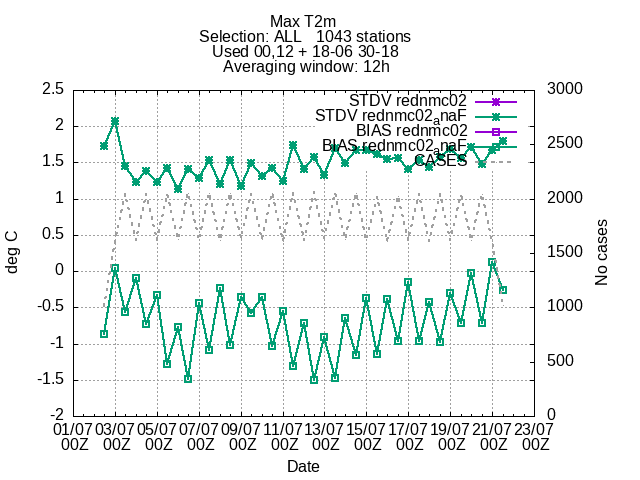 Max T2m
Selection: ALL   1043 stations
Used 00,12 + 18-06 30-18
Averaging window: 12h
2.5
2
1.5
1
0.5
0
-0.5
-1
-1.5
-2
deg C
3000
2500
2000
1500
1000
500
0
No cases
STDV rednmc02
STDV rednmc02anaF
BIAS rednmc02
BIAS rednmc02anaF
CASES
01/07 03/07 05/07 07/07 09/07 11/07 13/07 15/07 17/07 19/07 21/07 23/07
00Z 00Z 00Z 00Z 00Z 00Z 00Z 00Z 00Z 00Z 00Z 00Z
Date